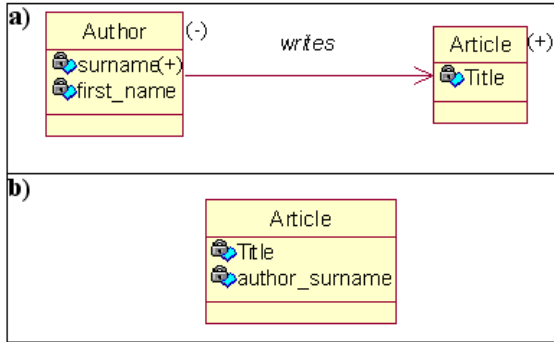 a)
Author (-)
surname(+)
first_name
writes
Article (+)
Title
b)
Article
Title
author_surname